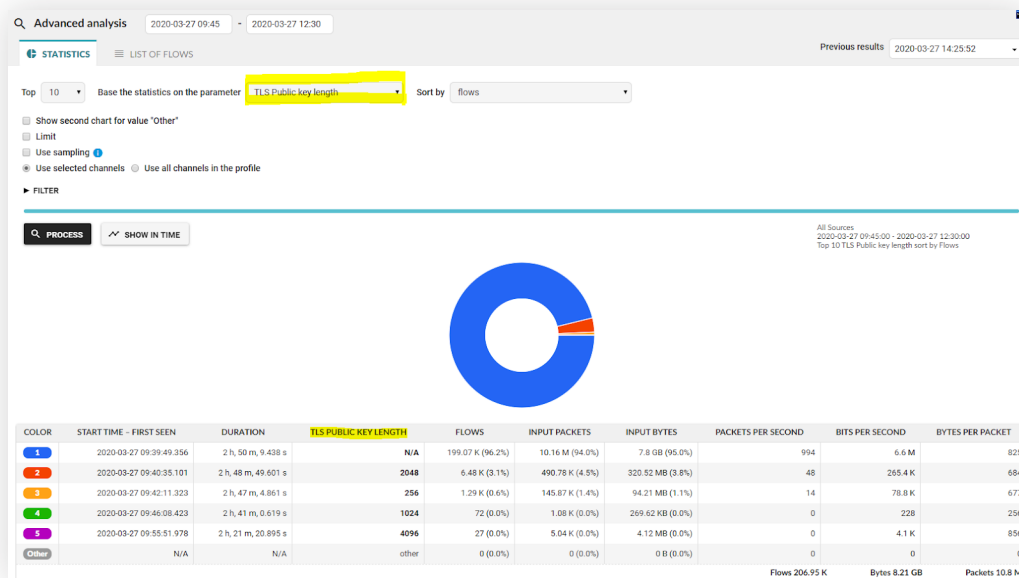 Advanced analysis 2020-03-27 09:45 - 2020-03-27 12:30
STATISTICS LIST OF FLOWS
Previous results 2020-03-27 14:25:52
Top 10 Base the statistics on the parameter TLS Public key length Sort by flows
Show second chart for value "Other"
Limit
Use sampling
Use selected channels Use all channels in the profile
FILTER
PROCESS SHOW IN TIME
All Sources
2020-03-27 09:45:00 - 2020-03-27 12:30:00
Top 10 TLS Public key length sort by Flows
COLOR START TIME – FIRST SEEN DURATION TLS PUBLIC KEY LENGTH FLOWS INPUT PACKETS INPUT BYTES PACKETS PER SECOND BITS PER SECOND BYTES PER PACKET
1 2020-03-27 09:39:49.356 2 h, 50 m, 9.438 s N/A 199.07 K (96.2%) 10.16 M (94.0%) 7.8 GB (95.0%) 994 6.6 M 825
2 2020-03-27 09:40:35.101 2 h, 48 m, 49.601 s 2048 6.48 K (3.1%) 490.78 K (4.5%) 320.52 MB (3.8%) 48 265.4 K 684
3 2020-03-27 09:42:11.323 2 h, 47 m, 4.861 s 256 1.29 K (0.6%) 145.87 K (1.4%) 94.21 MB (1.1%) 14 78.8 K 677
4 2020-03-27 09:46:08.423 2 h, 41 m, 0.619 s 1024 72 (0.0%) 1.08 K (0.0%) 269.62 KB (0.0%) 0 228 256
5 2020-03-27 09:55:51.978 2 h, 21 m, 20.895 s 4096 27 (0.0%) 5.04 K (0.0%) 4.12 MB (0.0%) 0 4.1 K 856
Other N/A N/A other 0 (0.0%) 0 (0.0%) 0 B (0.0%) 0 0
Flows 206.95 K Bytes 8.21 GB Packets 10.8 M